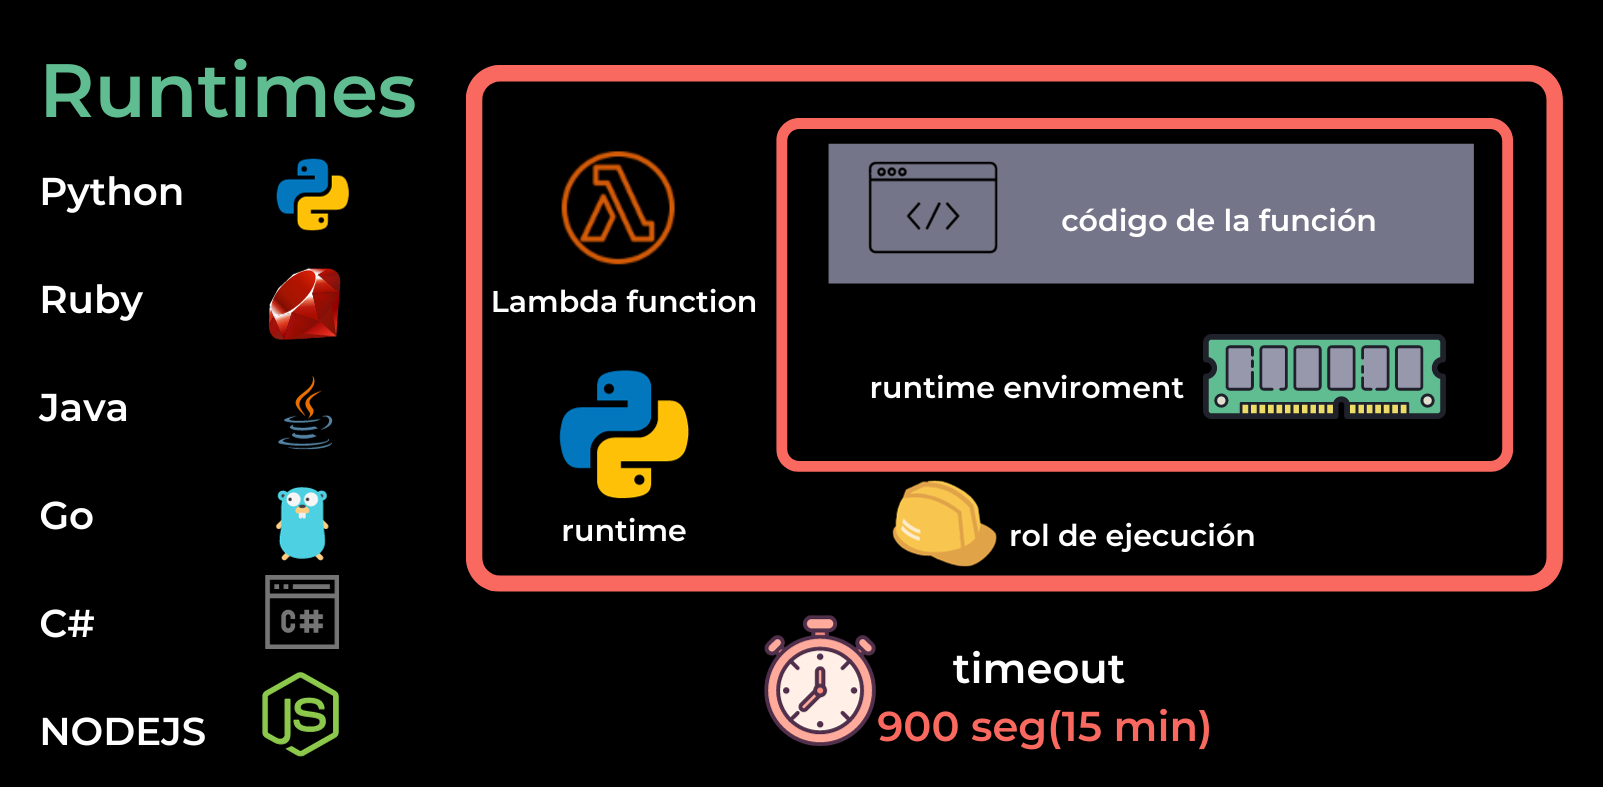 Runtimes
Python
Ruby
Java
Go
C#
C#
NODEJS
JS
Lambda function
runtime
</>
código de la función
runtime enviroment
rol de ejecución
timeout
900 seg(15 min)